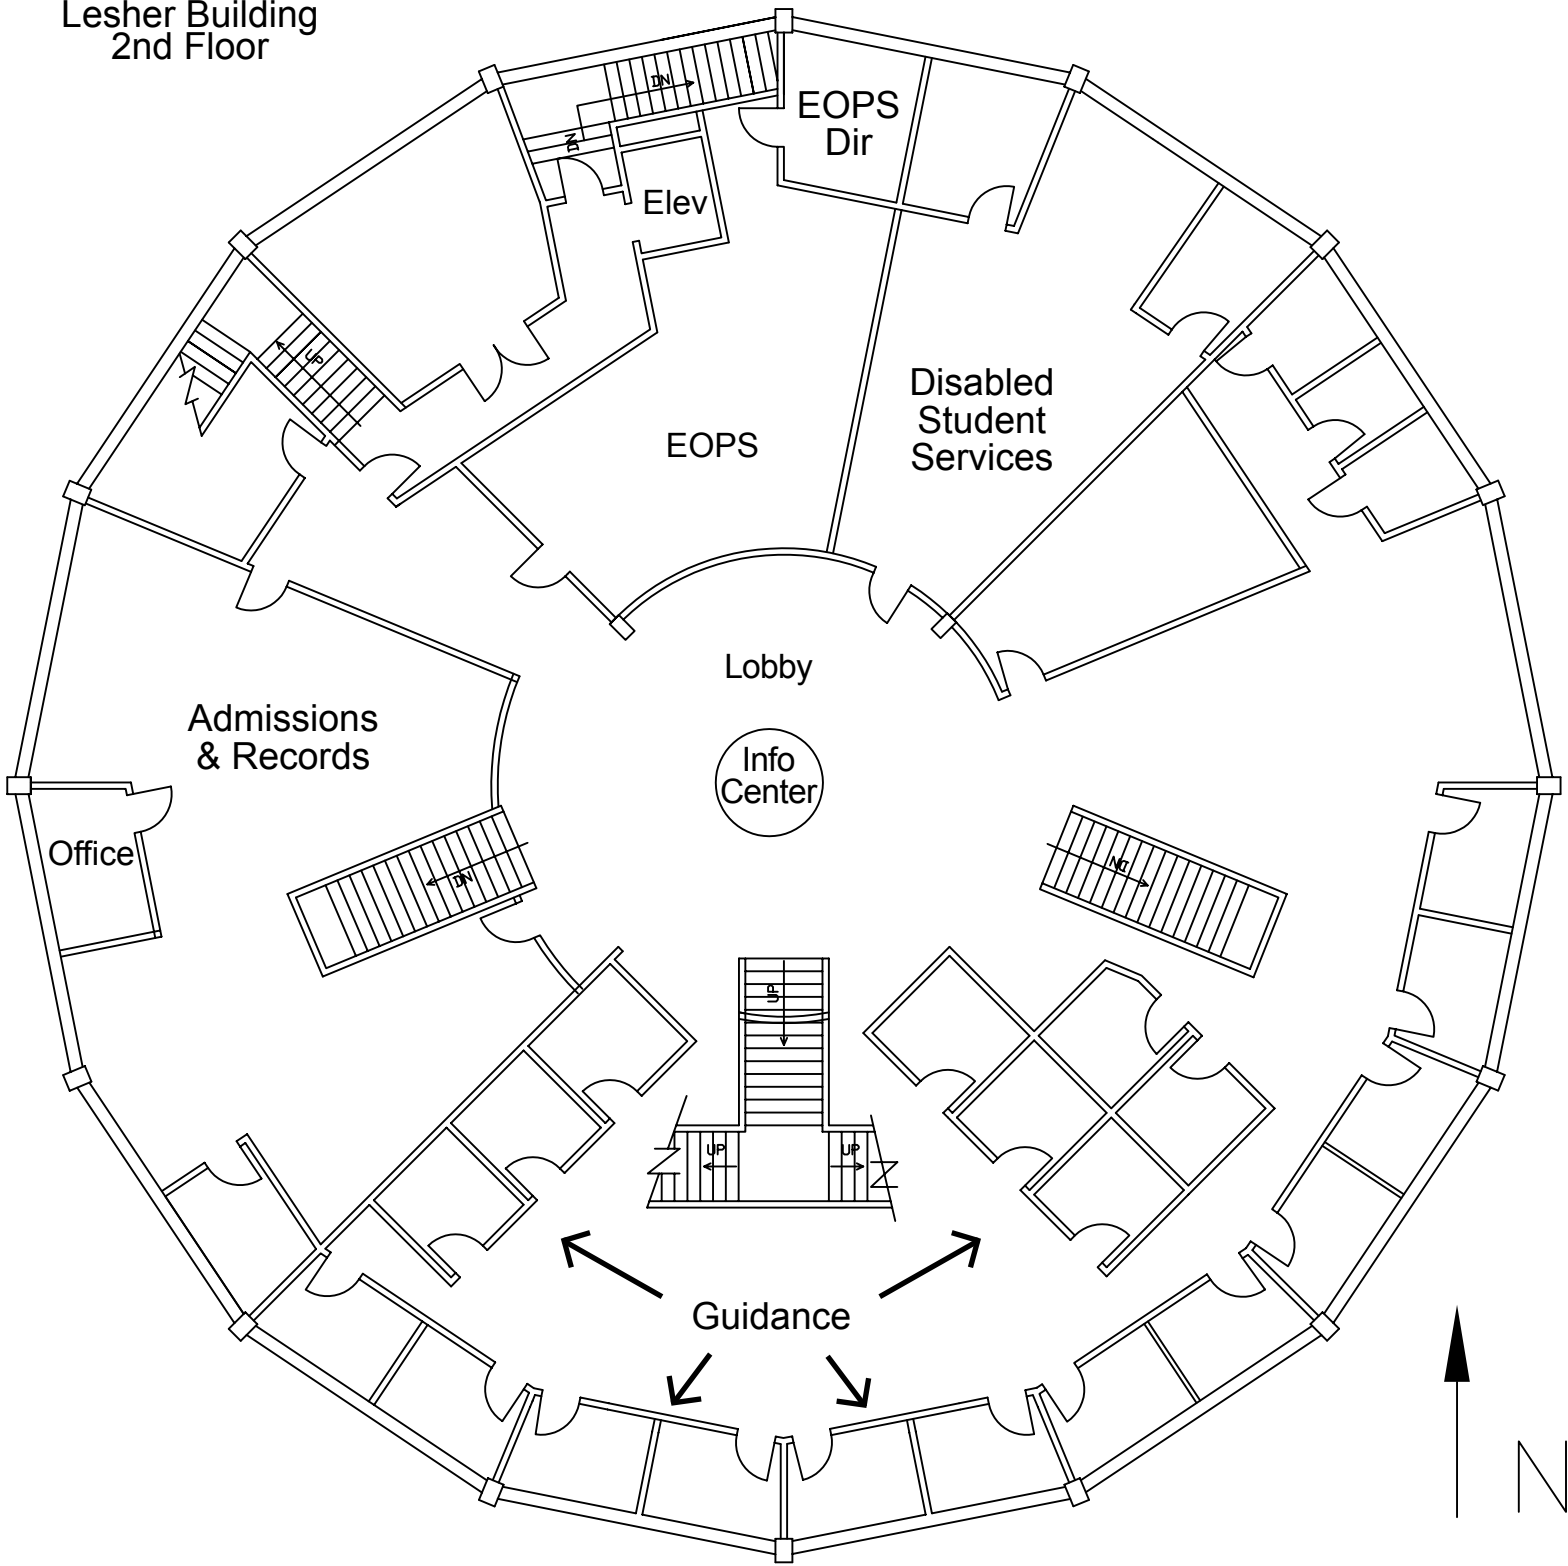 Lesher Building
2nd Floor
DN
DN
EOPS
Dir
Elev
UP
EOPS
Disabled
Student
Services
Lobby
Admissions
& Records
Info
Center
Office
DN
DN
UP
UP
UP
Guidance
N